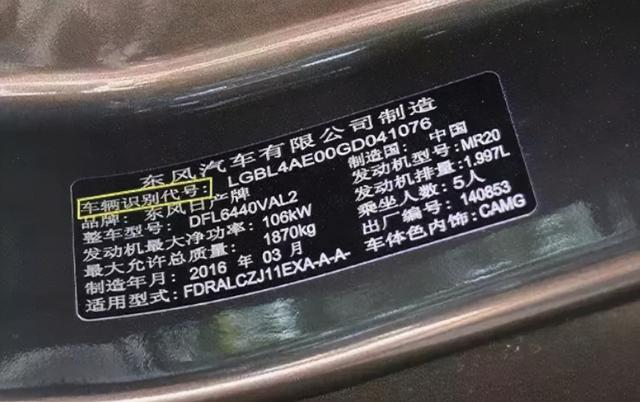 东风汽车有限公司制造
车辆识别代号: LGBL4AE00GD041076
品牌: 东风日产牌 制造国: 中国
整车型号: DFL6440VAL2 发动机型号: MR20
发动机最大净功率: 106kW 发动机排量: 1.997L
最大允许总质量: 1870kg 乘坐人数: 5人
制造年月: 2016 年 03 月 出厂编号: 140853
适用型式: FDRALCZJ11EXA-A-A- 车体色内饰: CAMG